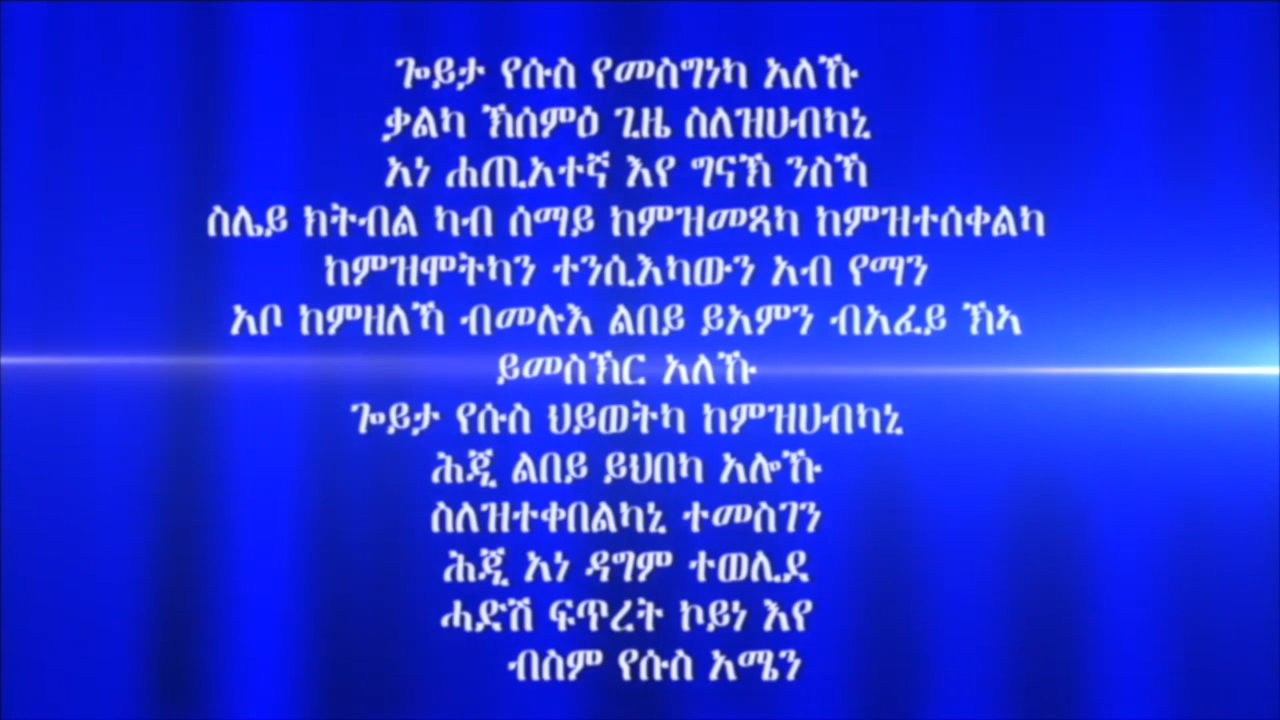 ጐይታ የሱስ የመስግነካ አለኹ
ቃልካ ኽሰምዕ ጊዜ ስለዝሀብካኒ
አነ ሐጢአተኛ እየ ግናኽ ንስኻ
ስሌይ ክትብል ካብ ሰማይ ከምዝመጻካ ከምዝተሰቀልካ
ከምዝሞትካን ተንሲእካውን አብ የማን
አቦ ከምዘለኻ ብመሉእ ልበይ ይአምን ብአፈይ ኽኣ
ይመስኽር አለኹ
ጐይታ የሱስ ህይወትካ ከምዝሀብካኒ
ሕጂ ልበይ ይህበካ አሎኹ
ስለዝተቀበልካኒ ተመስገን
ሕጂ አነ ዳግም ተወሊደ
ሓድሽ ፍጥረት ኮይነ እየ
ብስም የሱስ አሜን